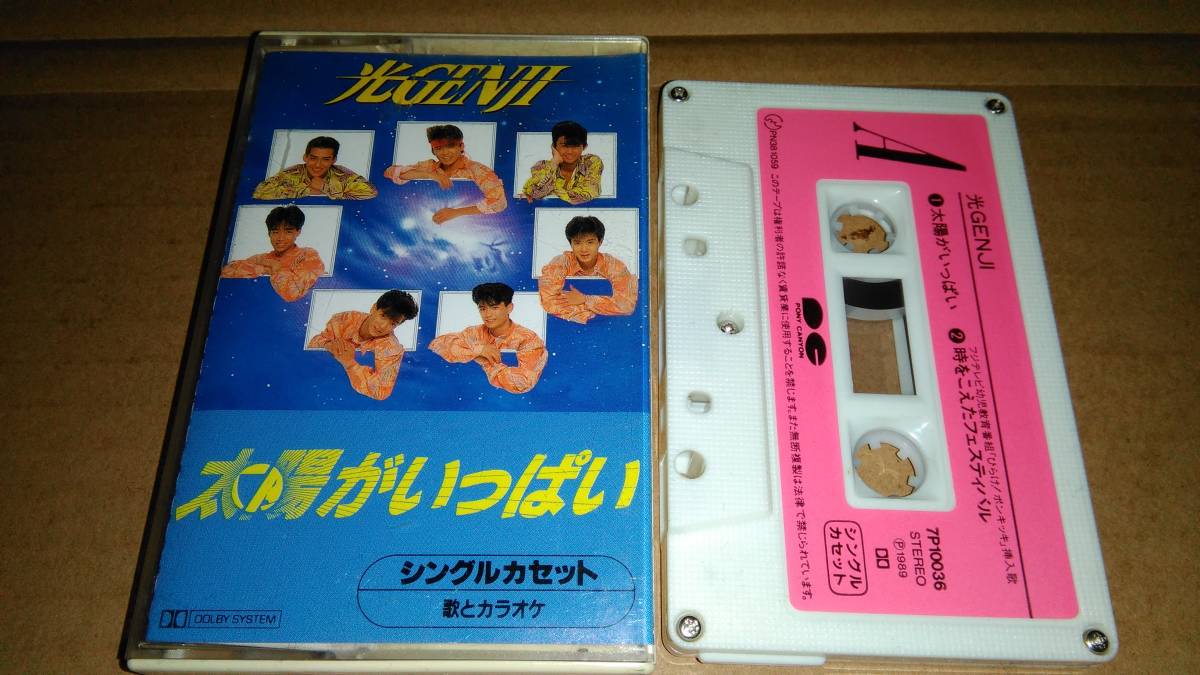 光GENJI
太陽がいっぱい
シングルカセット
歌とカラオケ
DOLBY SYSTEM
A
光GENJI
❶太陽がいっぱい
❷時をこえたフェスティバル
フジテレビ幼児教育番組「ひらけ!ポンキッキ」挿入歌
PONY CANYON
PN38 1059 このテープは権利者の許諾なく賃貸業に使用することを禁じます。また無断複製は法律で禁じられています。
7P10036
STEREO
Ⓟ1989
シングル
カセット